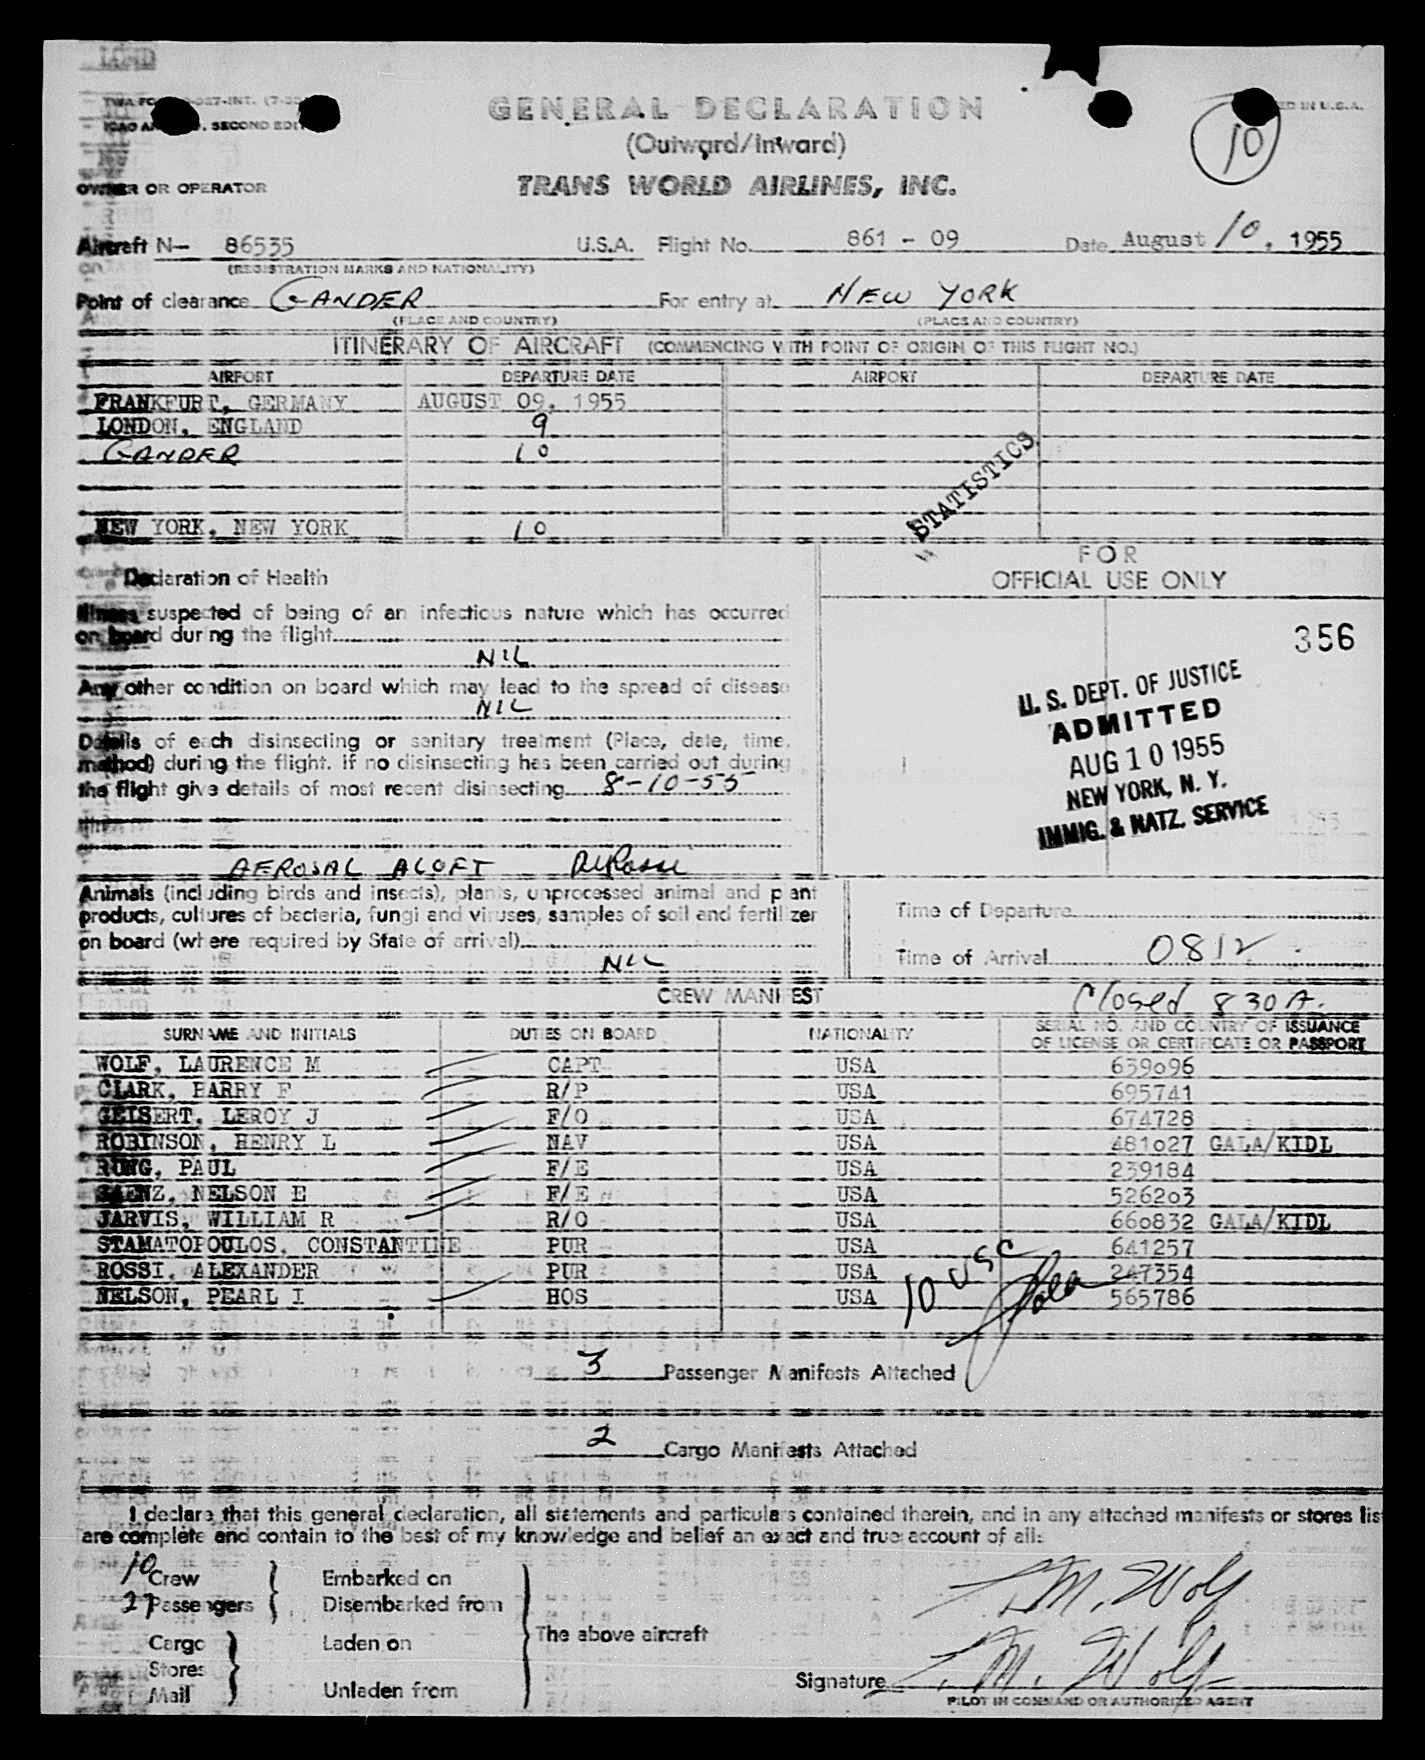 GENERAL DECLARATION
(Outward/Inward)
10
OWNER OR OPERATOR
TRANS WORLD AIRLINES, INC.
Aircraft N- 86535 U.S.A. Flight No. 861 - 09 Date August 10, 1955
(REGISTRATION MARKS AND NATIONALITY)
Point of clearance GANDER For entry at NEW YORK
(PLACE AND COUNTRY) (PLACE AND COUNTRY)
ITINERARY OF AIRCRAFT (COMMENCING WITH POINT OF ORIGIN OF THIS FLIGHT NO.)
AIRPORT DEPARTURE DATE AIRPORT DEPARTURE DATE
FRANKFURT, GERMANY AUGUST 09, 1955
LONDON, ENGLAND 9
GANDER 10
STATISTICS
NEW YORK, NEW YORK 10
FOR
OFFICIAL USE ONLY
Declaration of Health
Illness suspected of being of an infectious nature which has occurred
on board during the flight
NIL
Any other condition on board which may lead to the spread of disease
NIL
Details of each disinsecting or sanitary treatment (Place, date, time,
method) during the flight. If no disinsecting has been carried out during
the flight give details of most recent disinsecting 8-10-55
AEROSAL ALOFT
356
U. S. DEPT. OF JUSTICE
ADMITTED
AUG 10 1955
NEW YORK, N. Y.
IMMIG. & NATZ. SERVICE
Animals (including birds and insects), plants, unprocessed animal and plant
products, cultures of bacteria, fungi and viruses, samples of soil and fertilizer
on board (where required by State of arrival)
NIL
Time of Departure
Time of Arrival 0812
Closed 830A.
CREW MANIFEST
SURNAME AND INITIALS DUTIES ON BOARD NATIONALITY SERIAL NO. AND COUNTRY OF ISSUANCE
OF LICENSE OR CERTIFICATE OR PASSPORT
WOLF, LAURENCE M CAPT USA 639096
CLARK, BARRY F R/P USA 695741
GEISERT, LEROY J F/O USA 674728
ROBINSON, HENRY L NAV USA 481027 GALA/KIDL
RUNG, PAUL F/E USA 239184
SAENZ, NELSON E F/E USA 526203
JARVIS, WILLIAM R R/O USA 660832 GALA/KIDL
STAMATOPOULOS, CONSTANTINE PUR USA 641257
ROSSI, ALEXANDER PUR USA 247354
NELSON, PEARL I HOS USA 565786
10 USC
3 Passenger Manifests Attached
2 Cargo Manifests Attached
I declare that this general declaration, all statements and particulars contained therein, and in any attached manifests or stores lis
are complete and contain to the best of my knowledge and belief an exact and true account of all:
10 Crew Embarked on
27 Passengers Disembarked from
The above aircraft
Cargo Laden on
Stores
Mail Unladen from
L. M. Wolf
Signature L. M. Wolf
PILOT IN COMMAND OR AUTHORIZED AGENT